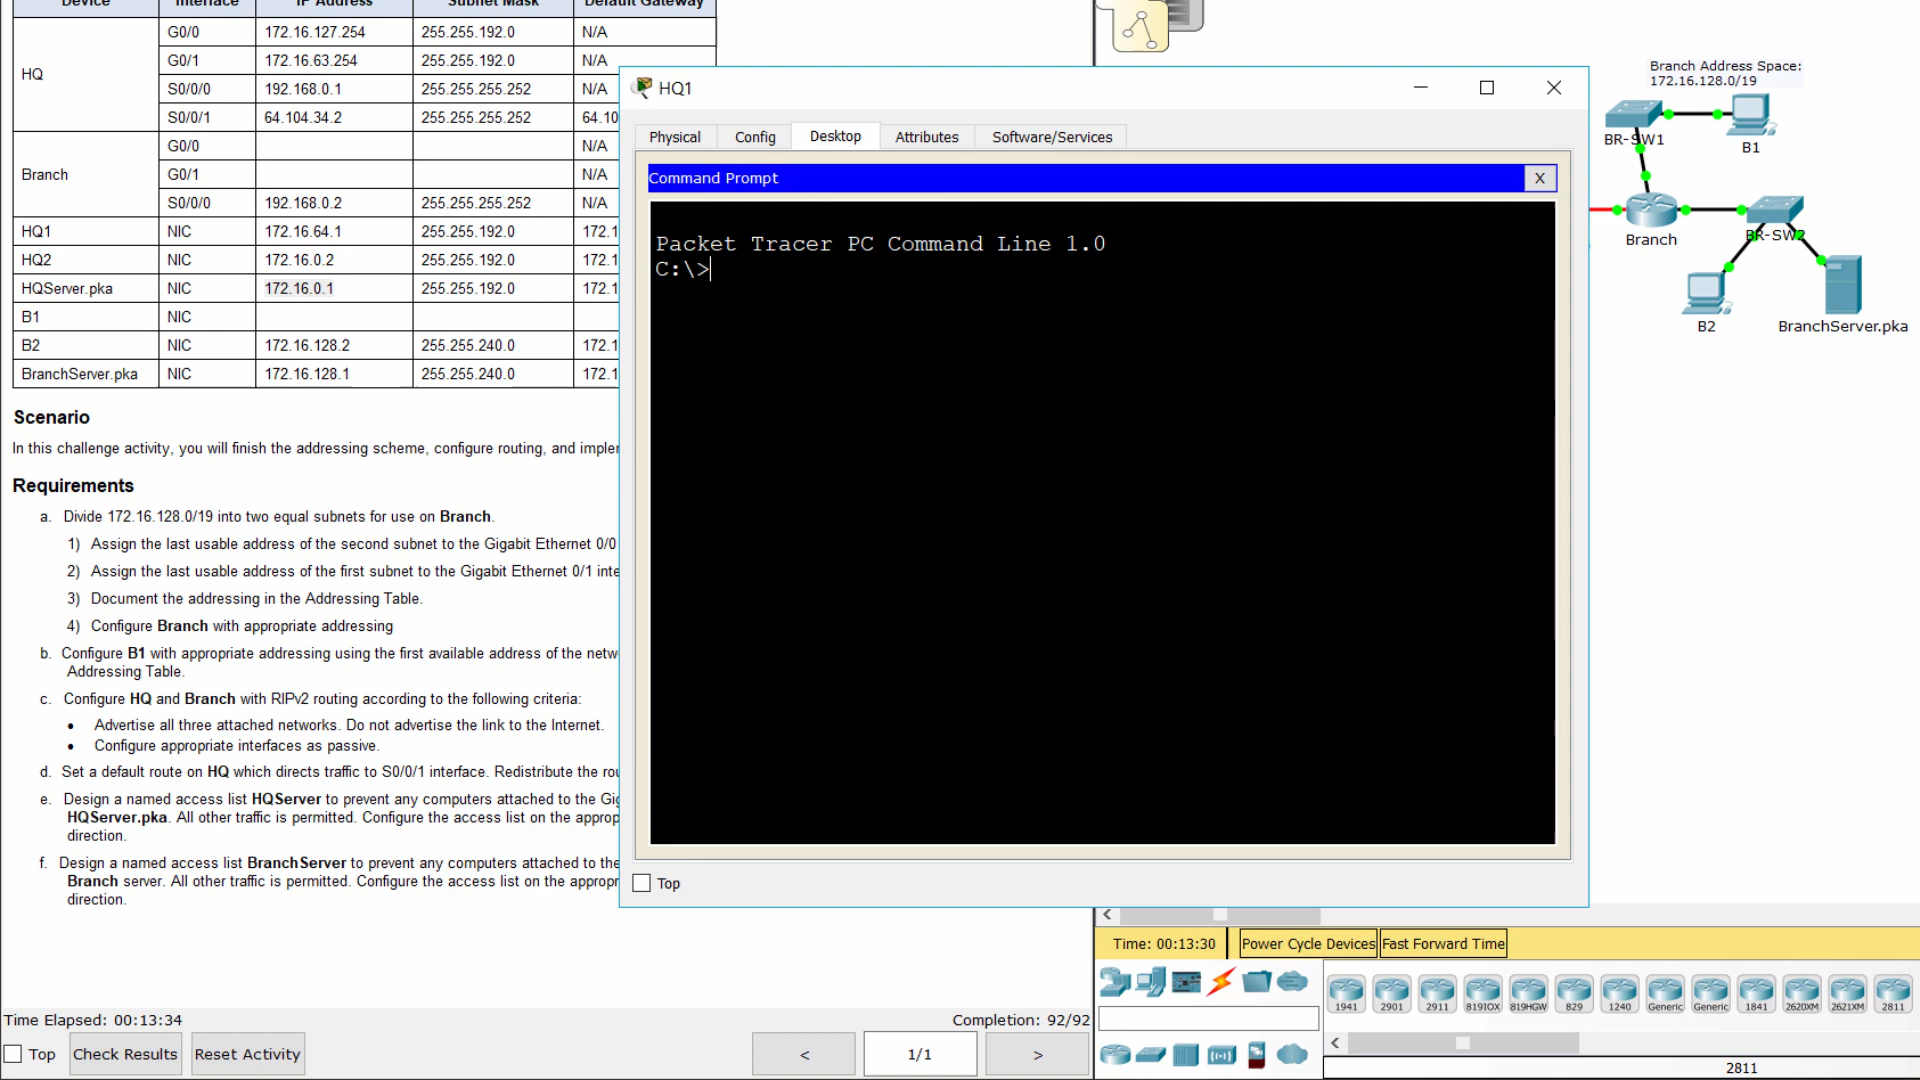 Device Interface IP Address Subnet Mask Default Gateway
HQ
G0/0 172.16.127.254 255.255.192.0 N/A
G0/1 172.16.63.254 255.255.192.0 N/A
S0/0/0 192.168.0.1 255.255.255.252 N/A
S0/0/1 64.104.34.2 255.255.255.252 64.10
Branch
G0/0 N/A
G0/1 N/A
S0/0/0 192.168.0.2 255.255.255.252 N/A
HQ1 NIC 172.16.64.1 255.255.192.0 172.1
HQ2 NIC 172.16.0.2 255.255.192.0 172.1
HQServer.pka NIC 172.16.0.1 255.255.192.0 172.1
B1 NIC
B2 NIC 172.16.128.2 255.255.240.0 172.1
BranchServer.pka NIC 172.16.128.1 255.255.240.0 172.1
Scenario
In this challenge activity, you will finish the addressing scheme, configure routing, and imple
Requirements
a. Divide 172.16.128.0/19 into two equal subnets for use on Branch.
1) Assign the last usable address of the second subnet to the Gigabit Ethernet 0/0
2) Assign the last usable address of the first subnet to the Gigabit Ethernet 0/1 inte
3) Document the addressing in the Addressing Table.
4) Configure Branch with appropriate addressing
b. Configure B1 with appropriate addressing using the first available address of the netw
Addressing Table.
c. Configure HQ and Branch with RIPv2 routing according to the following criteria:
• Advertise all three attached networks. Do not advertise the link to the Internet.
• Configure appropriate interfaces as passive.
d. Set a default route on HQ which directs traffic to S0/0/1 interface. Redistribute the rou
e. Design a named access list HQServer to prevent any computers attached to the Gig
HQServer.pka. All other traffic is permitted. Configure the access list on the approp
direction.
f. Design a named access list BranchServer to prevent any computers attached to the
Branch server. All other traffic is permitted. Configure the access list on the appropr
direction.
Time Elapsed: 00:13:34 Completion: 92/92
Top Check Results Reset Activity < 1/1 >
HQ1
Physical Config Desktop Attributes Software/Services
Command Prompt X
Packet Tracer PC Command Line 1.0
C:\>
Top
Branch Address Space:
172.16.128.0/19
BR-SW1
B1
Branch
BR-SW2
B2
BranchServer.pka
Time: 00:13:30 Power Cycle Devices Fast Forward Time
1941 2901 2911 819IOX 819HGW 829 1240 Generic Generic 1841 2620XM 2621XM 2811
2811